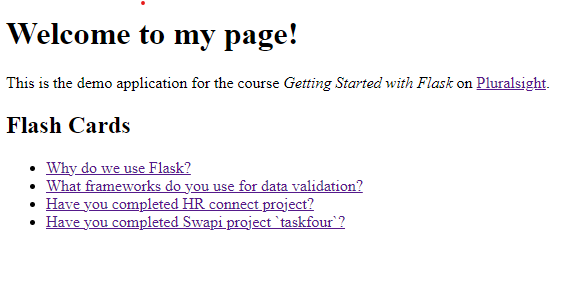 Welcome to my page!
This is the demo application for the course Getting Started with Flask on Pluralsight.
Flash Cards
Why do we use Flask?
What frameworks do you use for data validation?
Have you completed HR connect project?
Have you completed Swapi project `taskfour`?